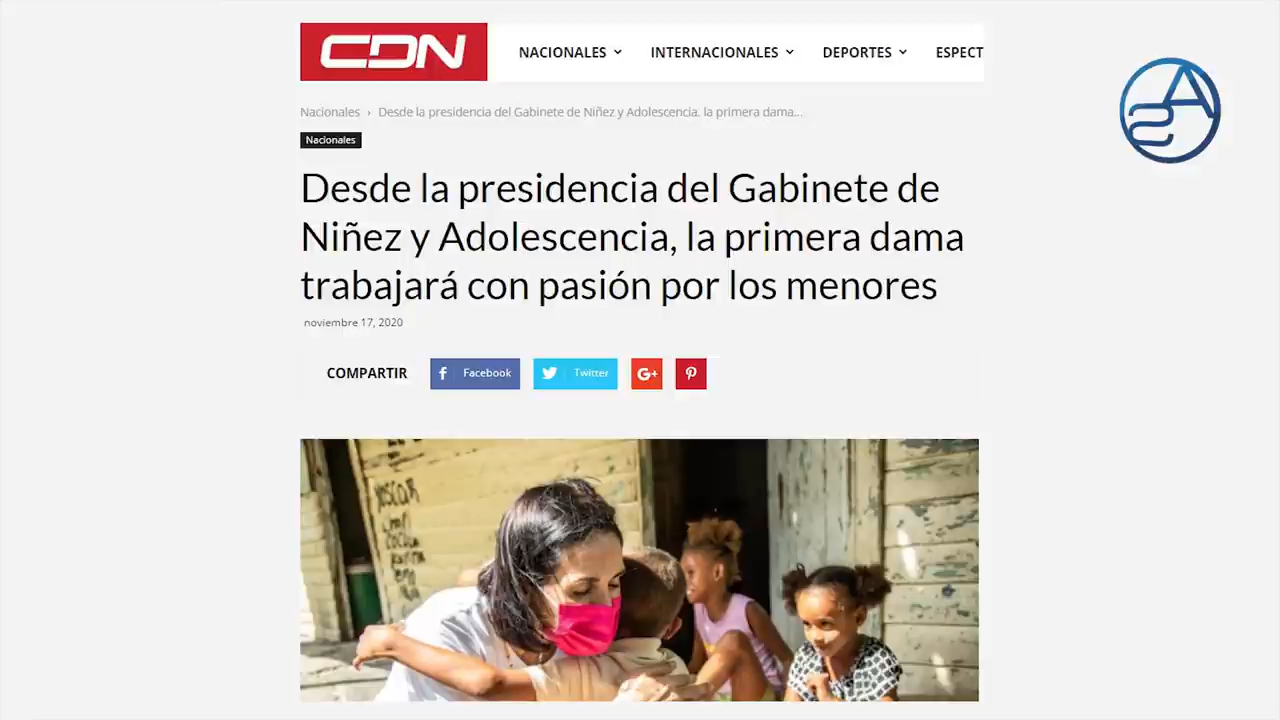 CDN NACIONALES INTERNACIONALES DEPORTES ESPECT
Nacionales › Desde la presidencia del Gabinete de Niñez y Adolescencia, la primera dama...
Nacionales
Desde la presidencia del Gabinete de
Niñez y Adolescencia, la primera dama
trabajará con pasión por los menores
noviembre 17, 2020
COMPARTIR Facebook Twitter G+